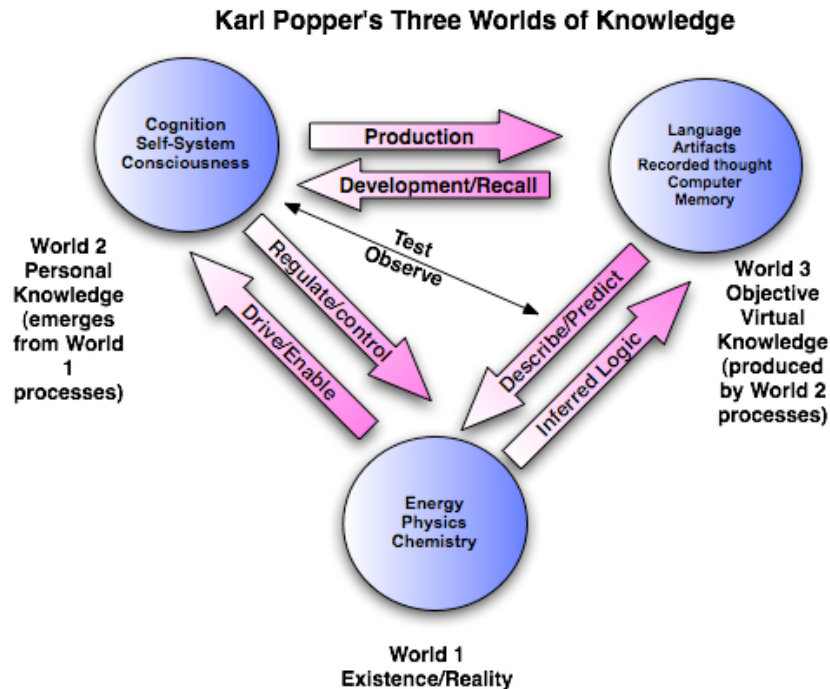 Karl Popper's Three Worlds of Knowledge
Cognition
Self-System
Consciousness
Production
Development/Recall
Language
Artifacts
Recorded thought
Computer
Memory
Test
Observe
World 2
Personal
Knowledge
(emerges
from World
1
processes)
Regulate/control
Drive/Enable
Describe/Predict
Inferred Logic
World 3
Objective
Virtual
Knowledge
(produced
by World 2
processes)
Energy
Physics
Chemistry
World 1
Existence/Reality